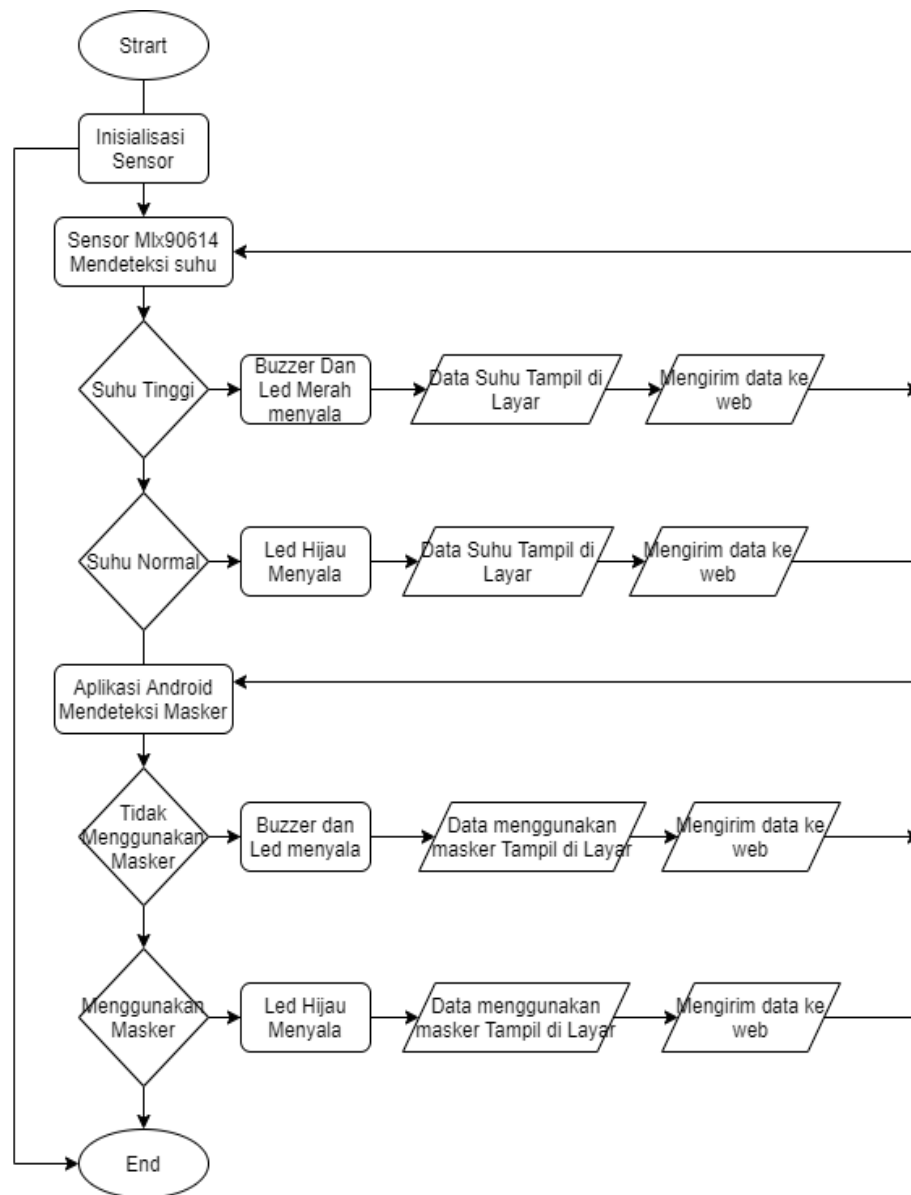 Strart
Inisialisasi
Sensor
Sensor Mlx90614
Mendeteksi suhu
Suhu Tinggi
Buzzer Dan
Led Merah
menyala
Data Suhu Tampil di
Layar
Mengirim data ke
web
Suhu Normal
Led Hijau
Menyala
Data Suhu Tampil di
Layar
Mengirim data ke
web
Aplikasi Android
Mendeteksi Masker
Tidak
Menggunakan
Masker
Buzzer dan
Led menyala
Data menggunakan
masker Tampil di Layar
Mengirim data ke
web
Menggunakan
Masker
Led Hijau
Menyala
Data menggunakan
masker Tampil di Layar
Mengirim data ke
web
End